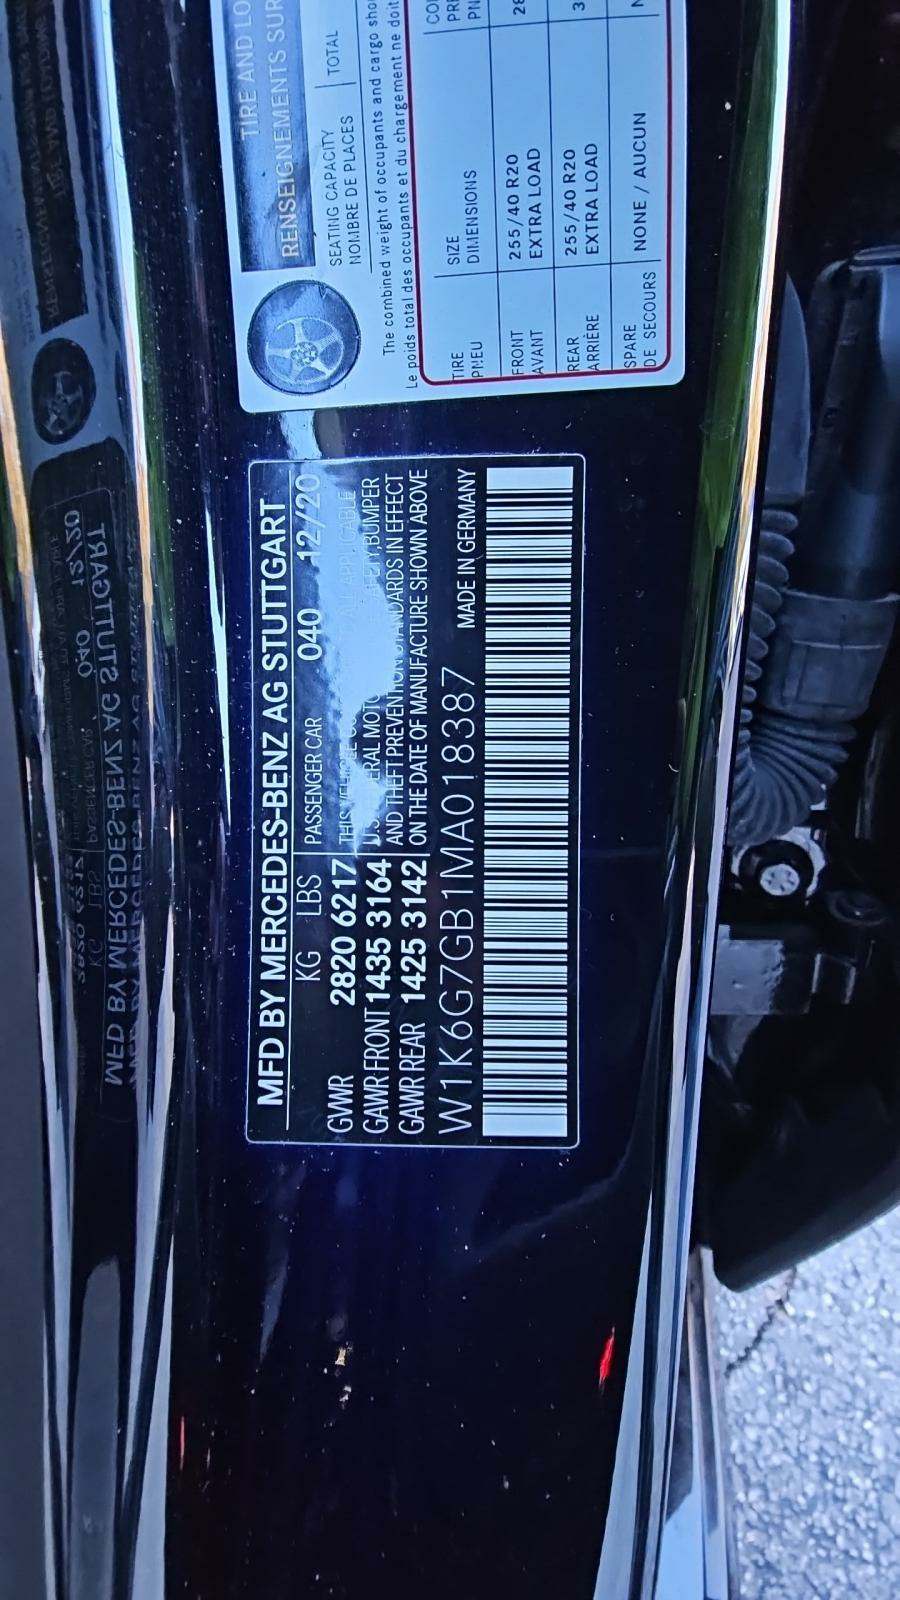 MFD BY MERCEDES-BENZ AG STUTTGART
KG LBS PASSENGER CAR 040 12/20
GVWR 2820 6217 THIS
GAWR FRONT 1435 3164 BUMPER
GAWR REAR 1425 3142 AND THEFT PREVENTION STANDARDS IN EFFECT
ON THE DATE OF MANUFACTURE SHOWN ABOVE
W1K6G7GB1MA018387 MADE IN GERMANY
TIRE AND LO
RENSEIGNEMENTS SUR
SEATING CAPACITY TOTAL
NOMBRE DE PLACES
The combined weight of occupants and cargo shou
Le poids total des occupants et du chargement ne doit
TIRE SIZE
PNEU DIMENSIONS
FRONT 255/40 R20
AVANT EXTRA LOAD
REAR 255/40 R20
ARRIÈRE EXTRA LOAD
SPARE NONE / AUCUN
DE SECOURS